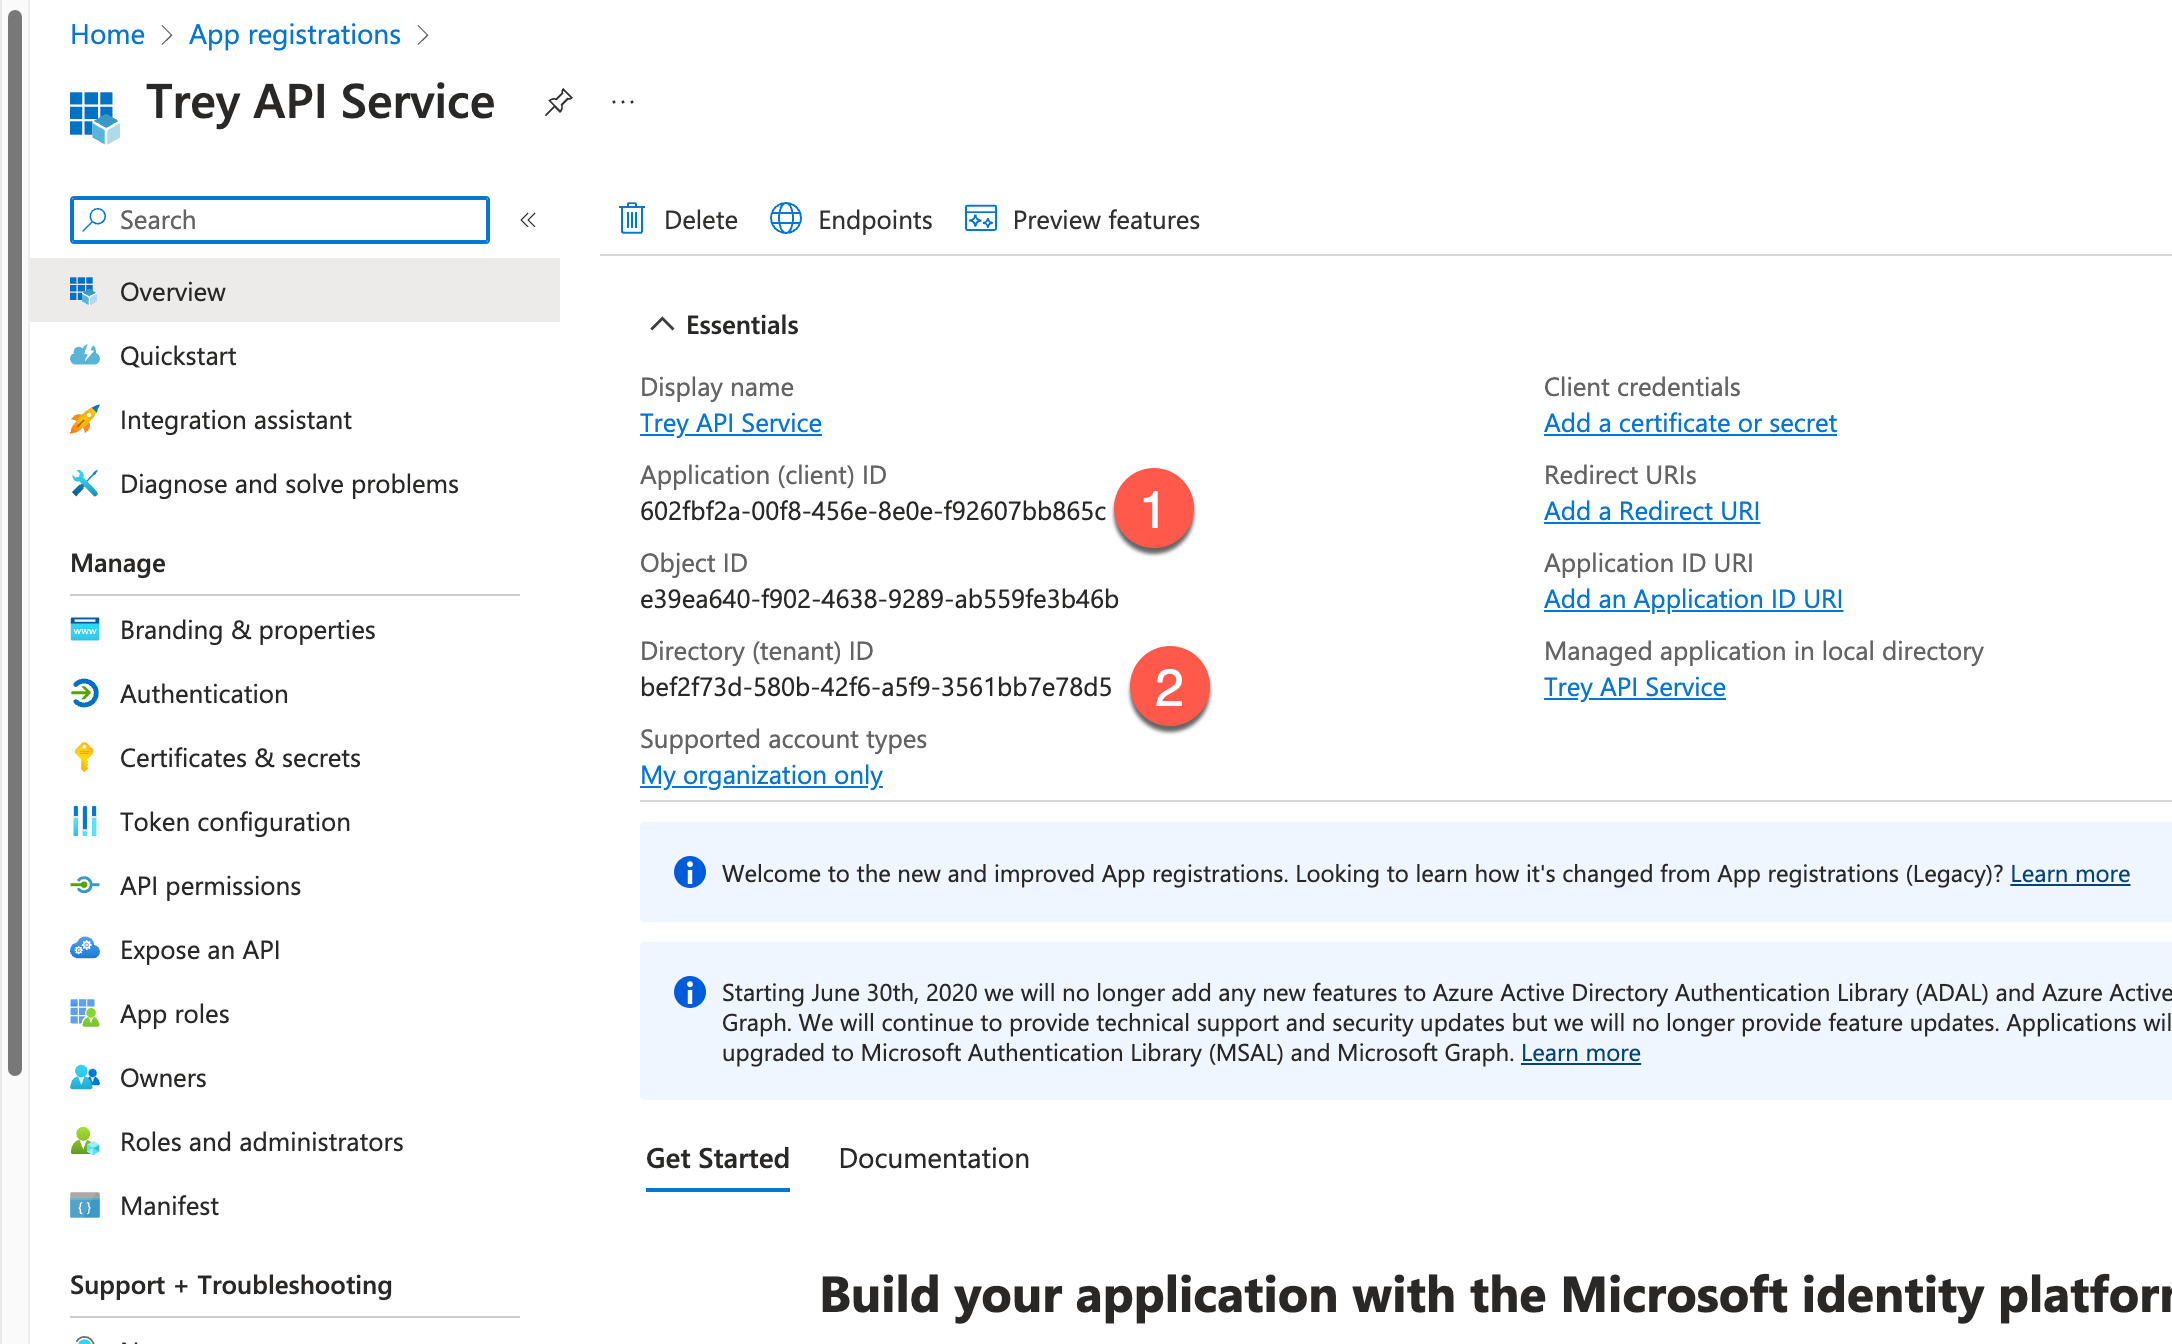 Home > App registrations >
Trey API Service
Search
Overview
Quickstart
Integration assistant
Diagnose and solve problems
Manage
Branding & properties
Authentication
Certificates & secrets
Token configuration
API permissions
Expose an API
App roles
Owners
Roles and administrators
Manifest
Support + Troubleshooting
Delete
Endpoints
Preview features
Essentials
Display name
Trey API Service
Application (client) ID
602fbf2a-00f8-456e-8e0e-f92607bb865c
1
Object ID
e39ea640-f902-4638-9289-ab559fe3b46b
Directory (tenant) ID
bef2f73d-580b-42f6-a5f9-3561bb7e78d5
2
Supported account types
My organization only
Client credentials
Add a certificate or secret
Redirect URIs
Add a Redirect URI
Application ID URI
Add an Application ID URI
Managed application in local directory
Trey API Service
Welcome to the new and improved App registrations. Looking to learn how it's changed from App registrations (Legacy)? Learn more
Starting June 30th, 2020 we will no longer add any new features to Azure Active Directory Authentication Library (ADAL) and Azure Active
Graph. We will continue to provide technical support and security updates but we will no longer provide feature updates. Applications wil
upgraded to Microsoft Authentication Library (MSAL) and Microsoft Graph. Learn more
Get Started
Documentation
Build your application with the Microsoft identity platfor